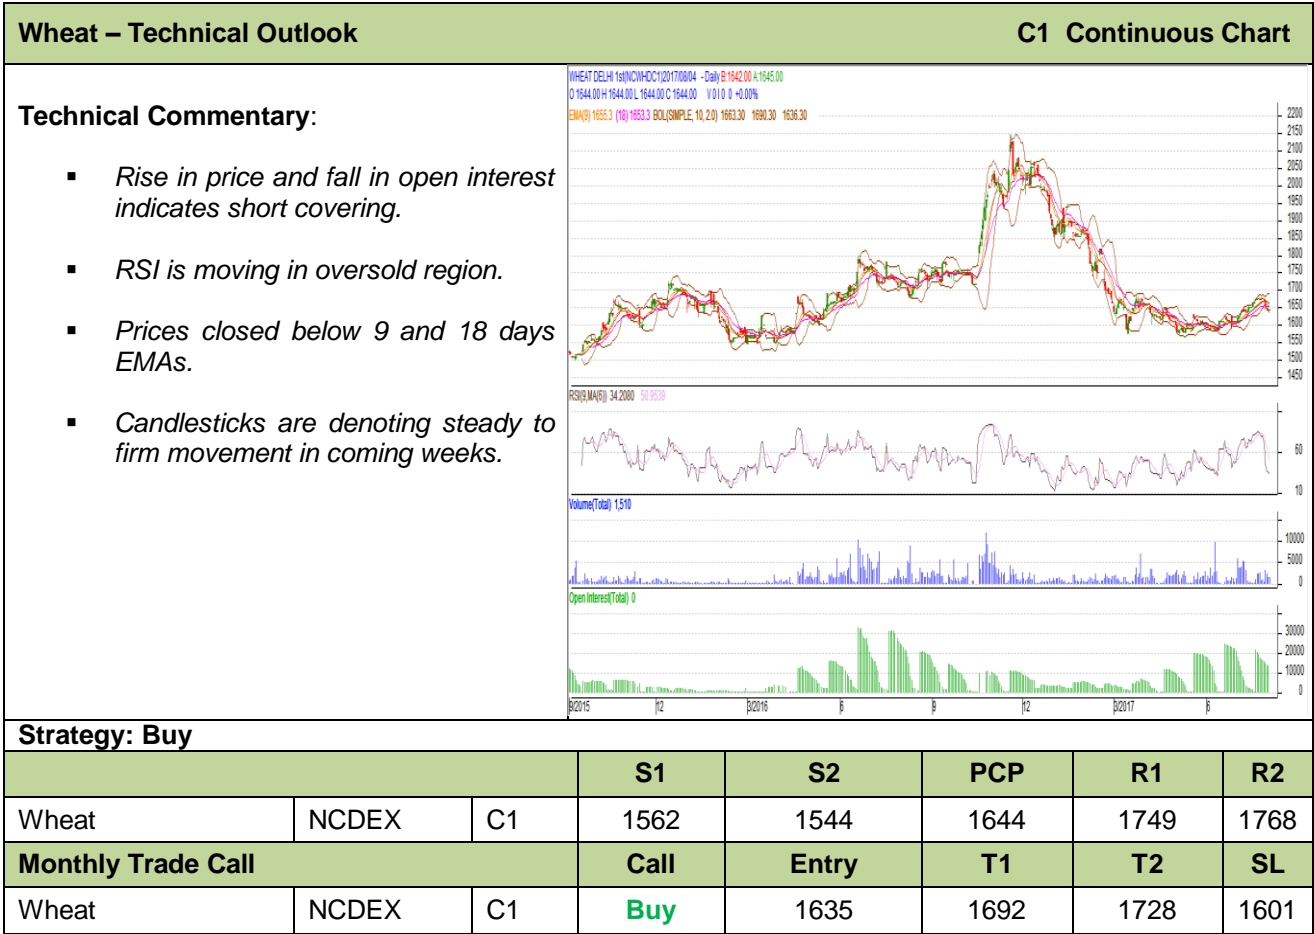 Wheat – Technical Outlook C1 Continuous Chart
Technical Commentary:
▪ Rise in price and fall in open interest
indicates short covering.
▪ RSI is moving in oversold region.
▪ Prices closed below 9 and 18 days
EMAs.
▪ Candlesticks are denoting steady to
firm movement in coming weeks.
WHEAT DELHI 1st(NCWHDC1)2017/08/04 - Daily B:1642.00 A:1645.00
O 1644.00 H 1644.00 L 1644.00 C 1644.00 V 0 I 0 0 +0.00%
EMA(9) 1655.3 (18) 1653.3 BOL(SIMPLE, 10, 2.0) 1663.30 1690.30 1636.30
2200
2150
2100
2050
2000
1950
1900
1850
1800
1750
1700
1650
1600
1550
1500
1450
RSI(9,MA(6)) 34.2080 50.9539
60
10
Volume(Total) 1,510
10000
5000
0
Open Interest(Total) 0
30000
20000
10000
0
9/2015 12 3/2016 6 9 12 3/2017 6
Strategy: Buy
S1 S2 PCP R1 R2
Wheat NCDEX C1 1562 1544 1644 1749 1768
Monthly Trade Call Call Entry T1 T2 SL
Wheat NCDEX C1 Buy 1635 1692 1728 1601